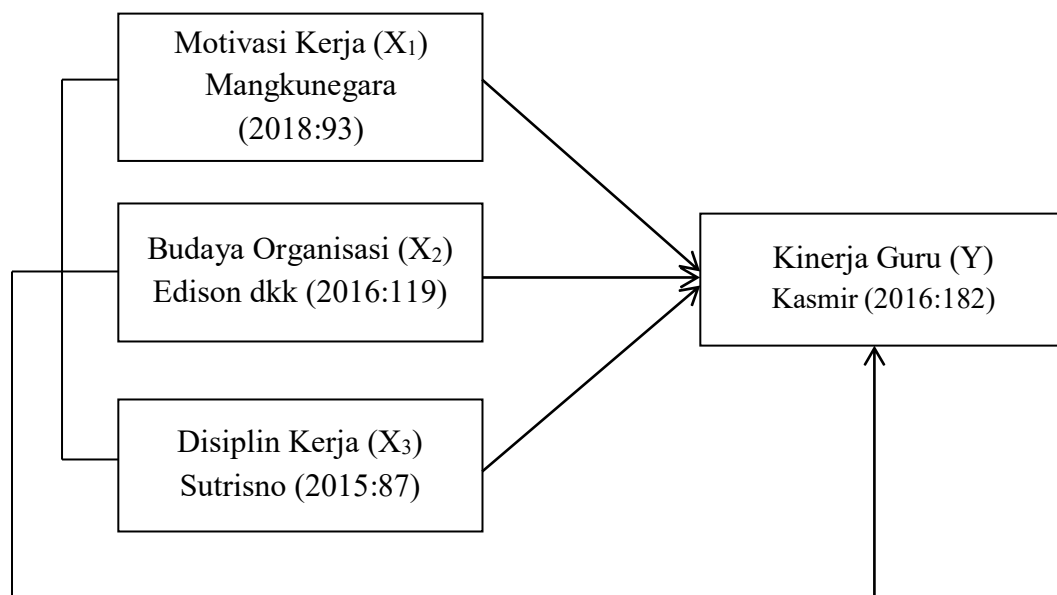 Motivasi Kerja (X₁)
Mangkunegara
(2018:93)
Budaya Organisasi (X₂)
Edison dkk (2016:119)
Disiplin Kerja (X₃)
Sutrisno (2015:87)
Kinerja Guru (Y)
Kasmir (2016:182)